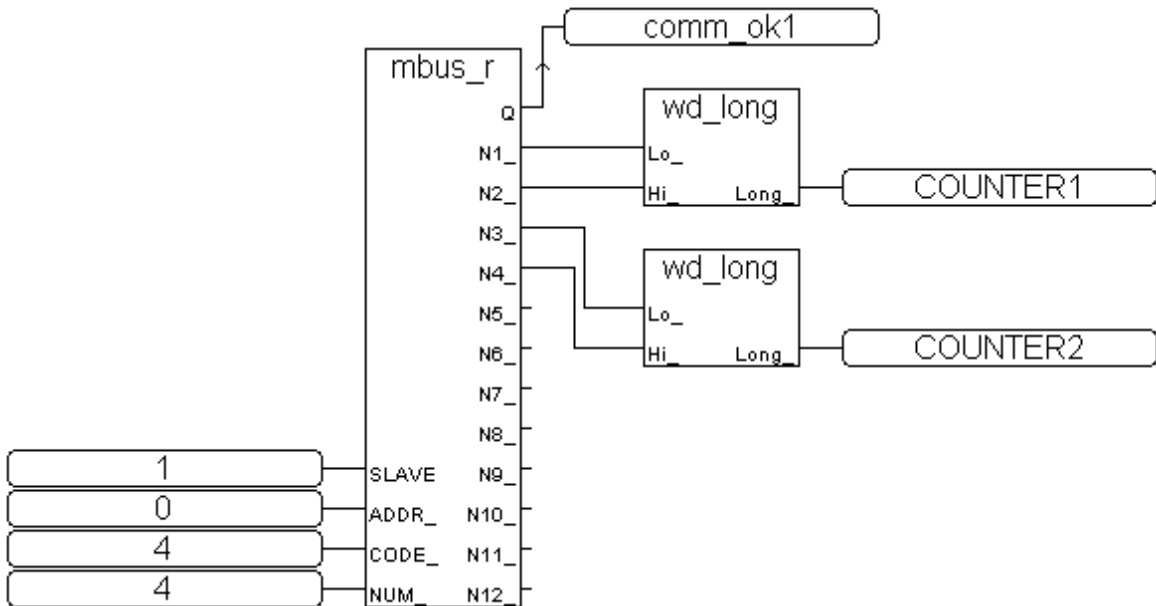 comm_ok1
mbus_r
Q
wd_long
N1_
Lo_
N2_
Hi_ Long_
COUNTER1
N3_
wd_long
N4_
N5_
Lo_
N6_
Hi_ Long_
COUNTER2
N7_
N8_
1
SLAVE
N9_
0
ADDR_
N10_
4
CODE_
N11_
4
NUM_
N12_